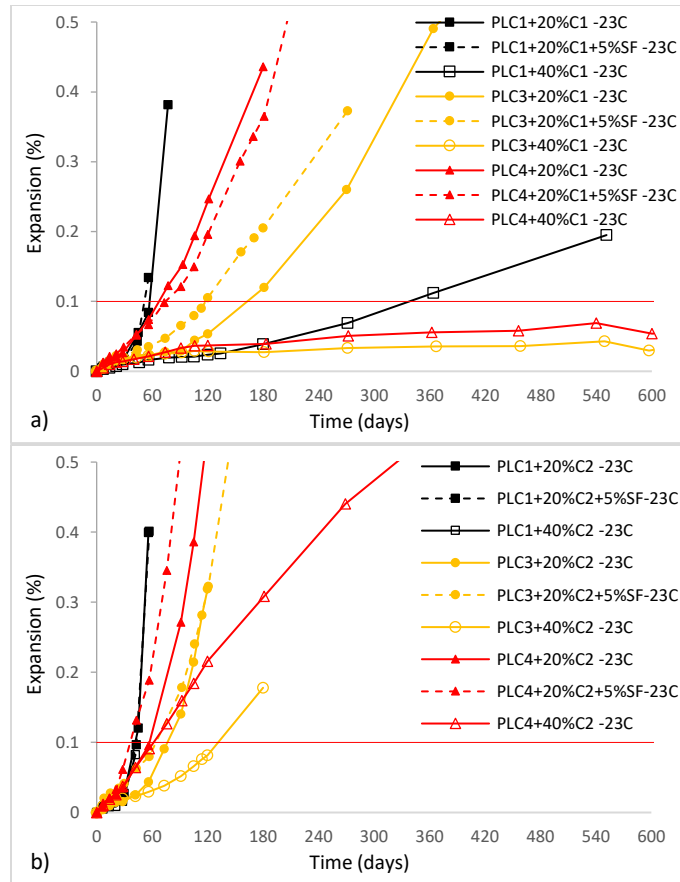 0.5
0.4
0.3
0.2
0.1
0
Expansion (%)
0 60 120 180 240 300 360 420 480 540 600
Time (days)
a)
PLC1+20%C1 -23C
PLC1+20%C1+5%SF -23C
PLC1+40%C1 -23C
PLC3+20%C1 -23C
PLC3+20%C1+5%SF -23C
PLC3+40%C1 -23C
PLC4+20%C1 -23C
PLC4+20%C1+5%SF -23C
PLC4+40%C1 -23C
0.5
0.4
0.3
0.2
0.1
0
Expansion (%)
0 60 120 180 240 300 360 420 480 540 600
Time (days)
b)
PLC1+20%C2 -23C
PLC1+20%C2+5%SF-23C
PLC1+40%C2 -23C
PLC3+20%C2 -23C
PLC3+20%C2+5%SF-23C
PLC3+40%C2 -23C
PLC4+20%C2 -23C
PLC4+20%C2+5%SF-23C
PLC4+40%C2 -23C